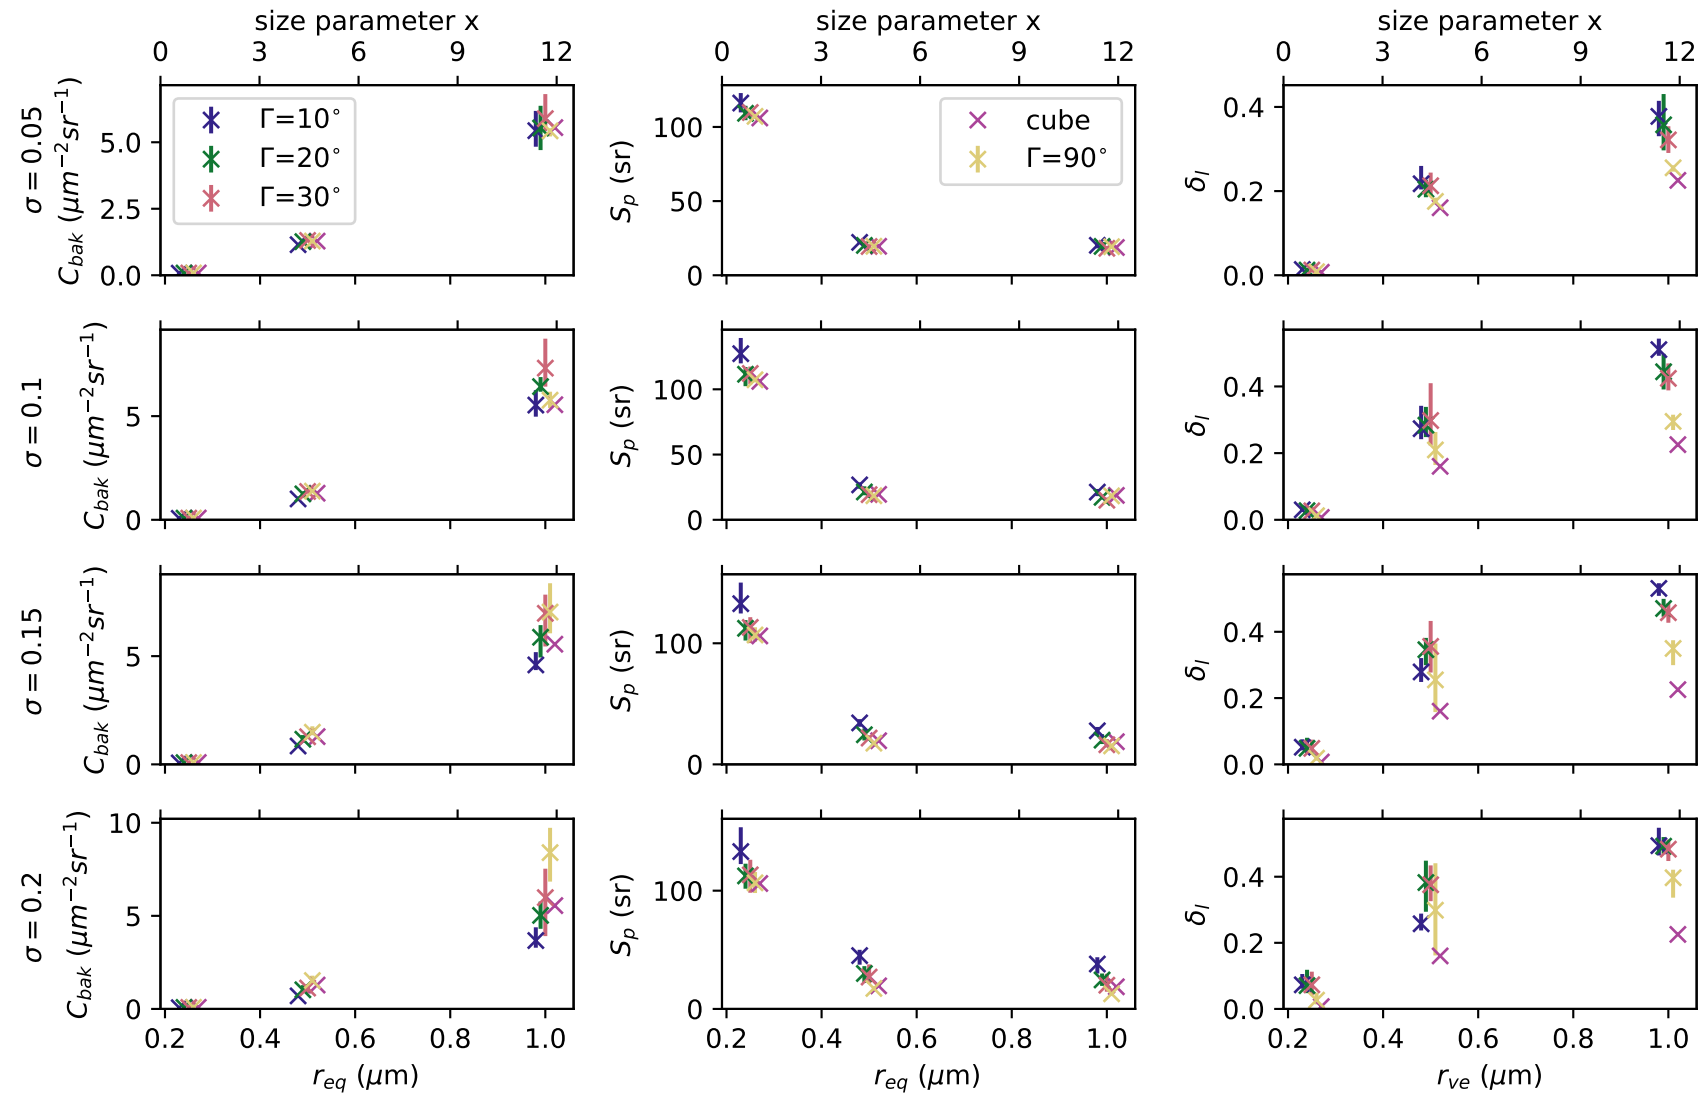 size parameter x size parameter x size parameter x
0 3 6 9 12 0 3 6 9 12 0 3 6 9 12
σ = 0.05
C_bak (μm⁻²sr⁻¹)
5.0
2.5
0.0
Γ=10°
Γ=20°
Γ=30°
S_p (sr)
100
50
0
cube
Γ=90°
δ_l
0.4
0.2
0.0
σ = 0.1
C_bak (μm⁻²sr⁻¹)
5
0
S_p (sr)
100
50
0
δ_l
0.4
0.2
0.0
σ = 0.15
C_bak (μm⁻²sr⁻¹)
5
0
S_p (sr)
100
0
δ_l
0.4
0.2
0.0
σ = 0.2
C_bak (μm⁻²sr⁻¹)
10
5
0
S_p (sr)
100
0
δ_l
0.4
0.2
0.0
0.2 0.4 0.6 0.8 1.0 0.2 0.4 0.6 0.8 1.0 0.2 0.4 0.6 0.8 1.0
r_eq (μm) r_eq (μm) r_ve (μm)